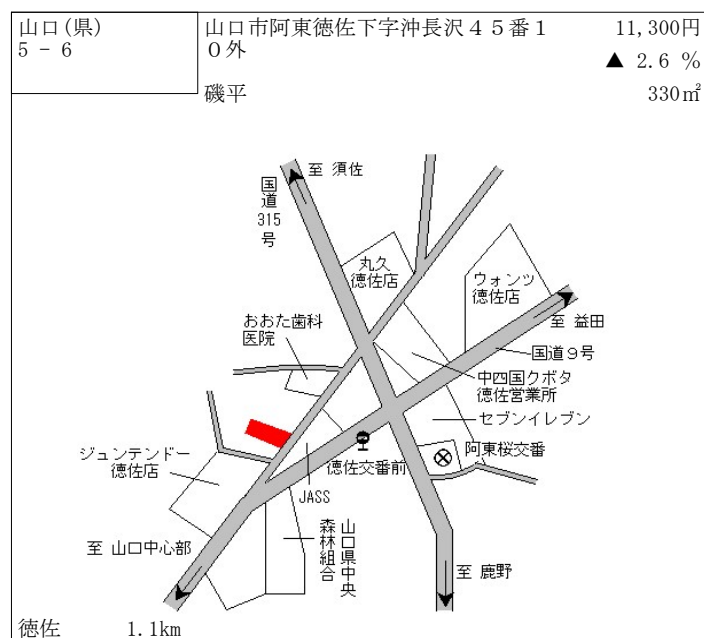 山口(県)
5 - 6
山口市阿東徳佐下字沖長沢４５番１
０外
11,300円
▲ 2.6 %
磯平
330㎡
至 須佐
国道
315
号
丸久
徳佐店
ウォンツ
徳佐店
おおた歯科
医院
至 益田
国道９号
中四国クボタ
徳佐営業所
セブンイレブン
阿東桜交番
徳佐交番前
ジュンテンドー
徳佐店
JASS
山口県中央
森林組合
至 山口中心部
至 鹿野
徳佐 1.1km